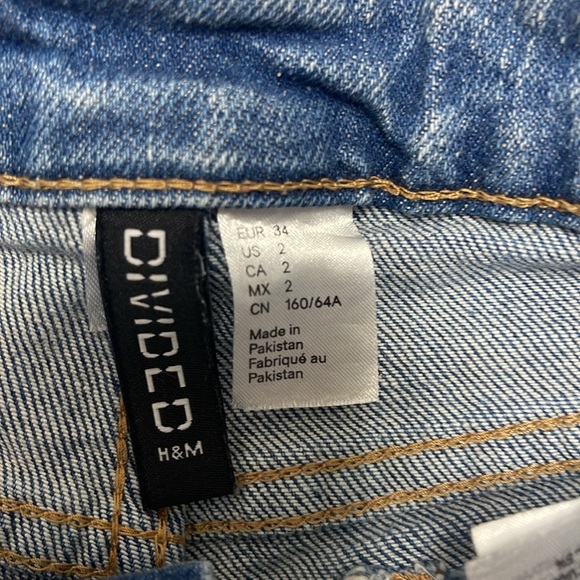 DIVIDED
H&M
EUR 34
US 2
CA 2
MX 2
CN 160/64A
Made in
Pakistan
Fabriqué au
Pakistan